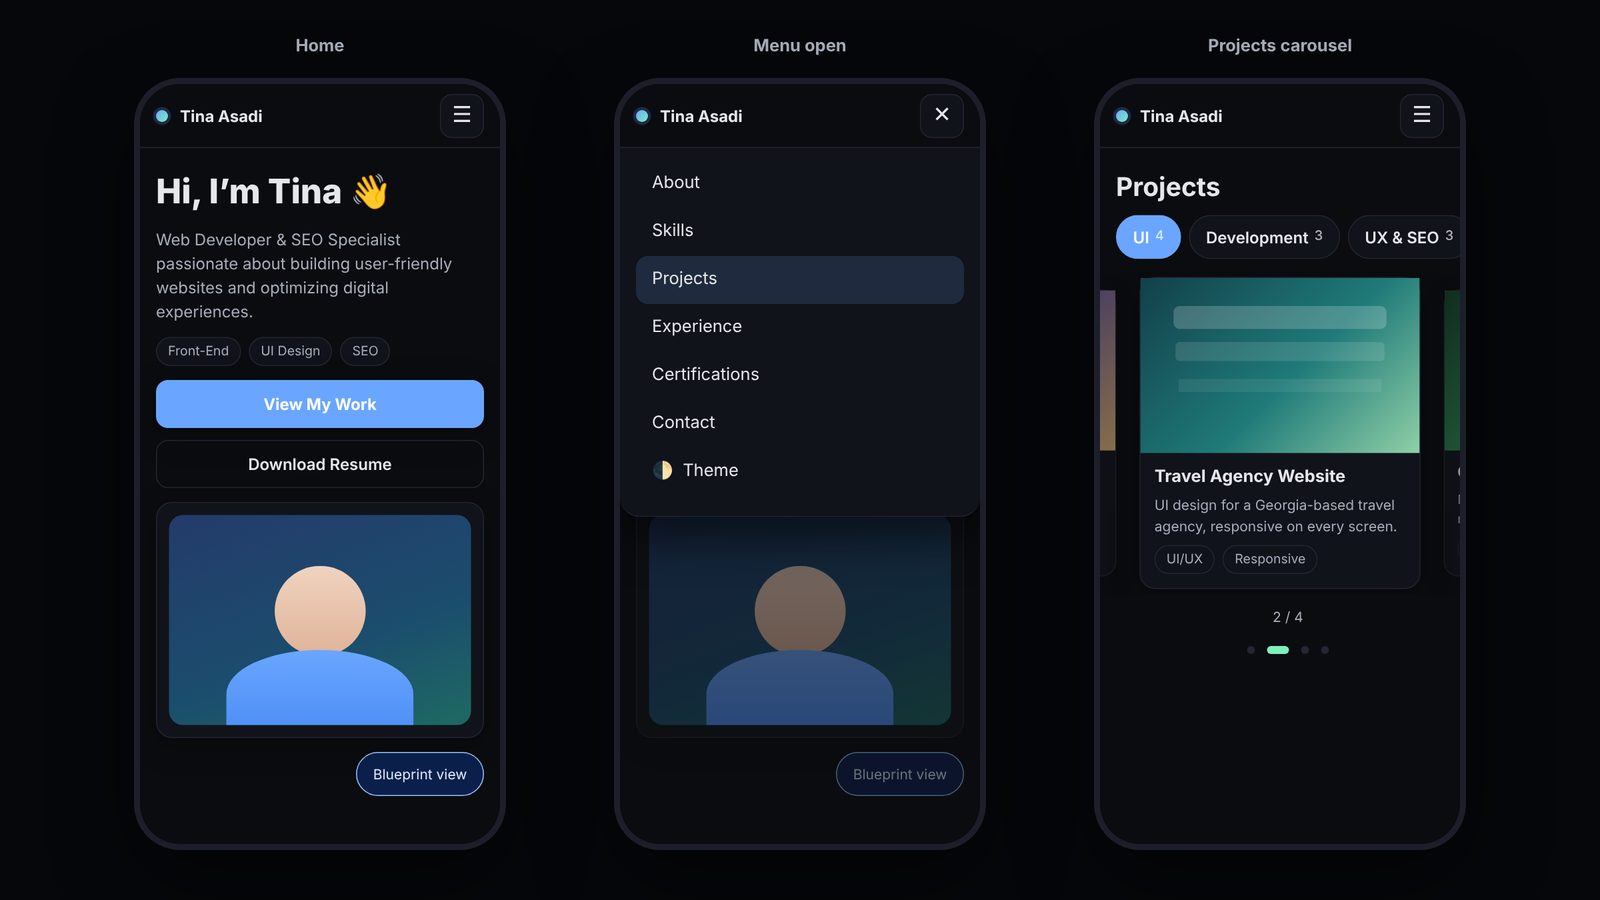 Home
Tina Asadi
Hi, I’m Tina 👋
Web Developer & SEO Specialist
passionate about building user-friendly
websites and optimizing digital
experiences.
Front-End
UI Design
SEO
View My Work
Download Resume
Blueprint view
Menu open
Tina Asadi
About
Skills
Projects
Experience
Certifications
Contact
🌗 Theme
Blueprint view
Projects carousel
Tina Asadi
Projects
UI 4
Development 3
UX & SEO 3
Travel Agency Website
UI design for a Georgia-based travel
agency, responsive on every screen.
UI/UX
Responsive
2 / 4